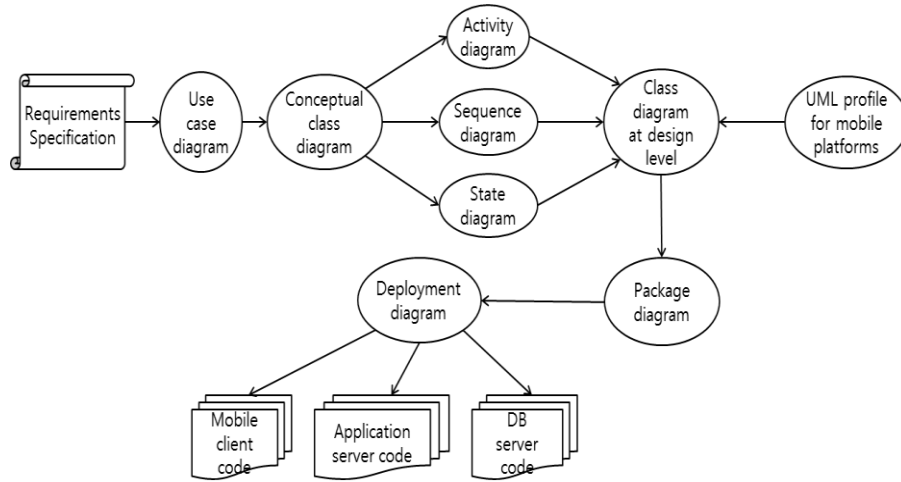 Activity
diagram
Requirements
Specification
Use
case
diagram
Conceptual
class
diagram
Sequence
diagram
Class
diagram
at design
level
UML profile
for mobile
platforms
State
diagram
Deployment
diagram
Package
diagram
Mobile
client
code
Application
server code
DB
server
code